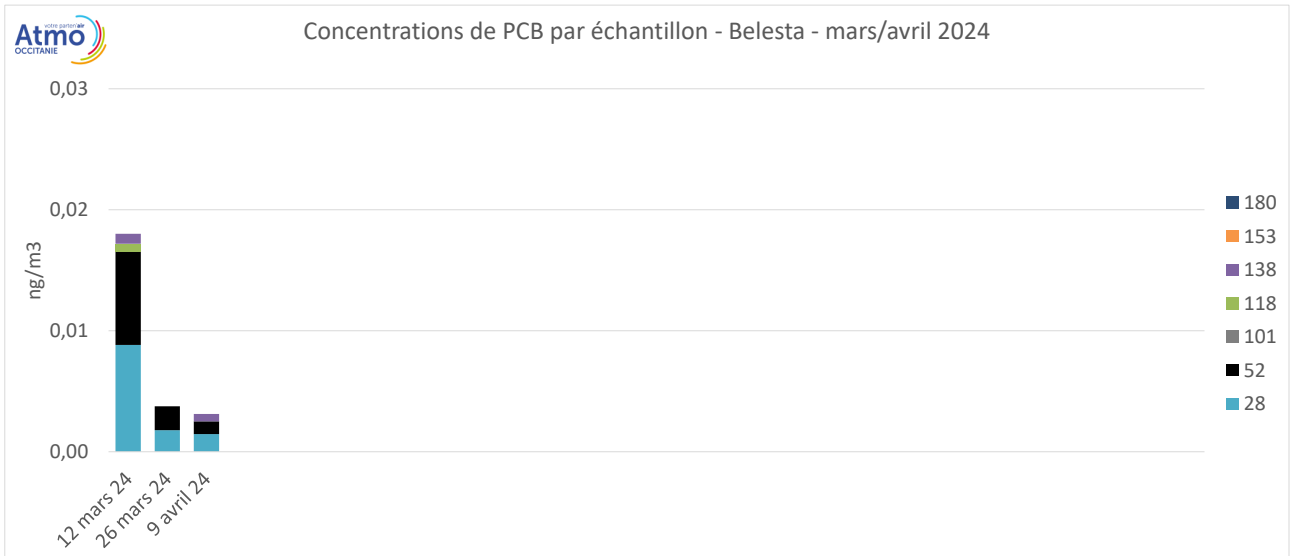 votre parten'air
Atmo
OCCITANIE
Concentrations de PCB par échantillon - Belesta - mars/avril 2024
0,03
0,02
0,01
0,00
ng/m3
12 mars 24
26 mars 24
9 avril 24
180
153
138
118
101
52
28